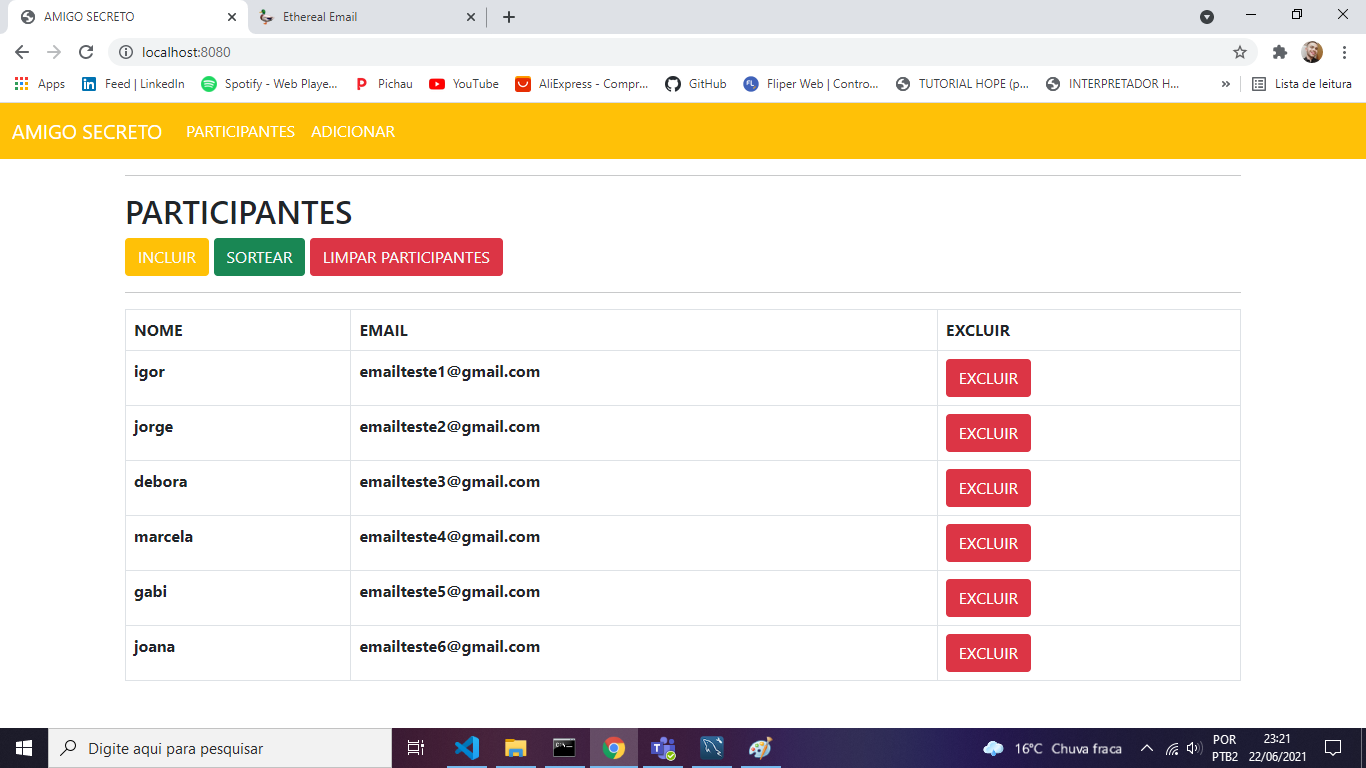 AMIGO SECRETO
Ethereal Email
localhost:8080
Apps Feed | LinkedIn Spotify - Web Playe... Pichau YouTube AliExpress - Compr... GitHub Fliper Web | Contro... TUTORIAL HOPE (p... INTERPRETADOR H... » Lista de leitura
AMIGO SECRETO PARTICIPANTES ADICIONAR
PARTICIPANTES
INCLUIR SORTEAR LIMPAR PARTICIPANTES
NOME EMAIL EXCLUIR
igor emailteste1@gmail.com EXCLUIR
jorge emailteste2@gmail.com EXCLUIR
debora emailteste3@gmail.com EXCLUIR
marcela emailteste4@gmail.com EXCLUIR
gabi emailteste5@gmail.com EXCLUIR
joana emailteste6@gmail.com EXCLUIR
Digite aqui para pesquisar
16°C Chuva fraca
POR
PTB2
23:21
22/06/2021